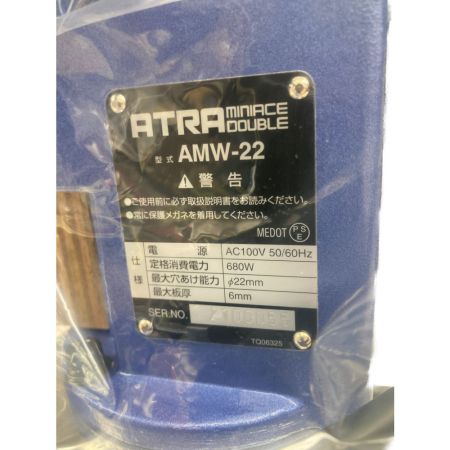 ATRA MINIACE DOUBLE
型式 AMW-22
⚠ 警告
●ご使用前に必ず取扱説明書をお読みください。
●常に保護メガネを着用してください。
MEDOT PSE
仕様
電源 AC100V 50/60Hz
定格消費電力 680W
最大穴あけ能力 φ22mm
最大板厚 6mm
SER.NO.
TQ06325